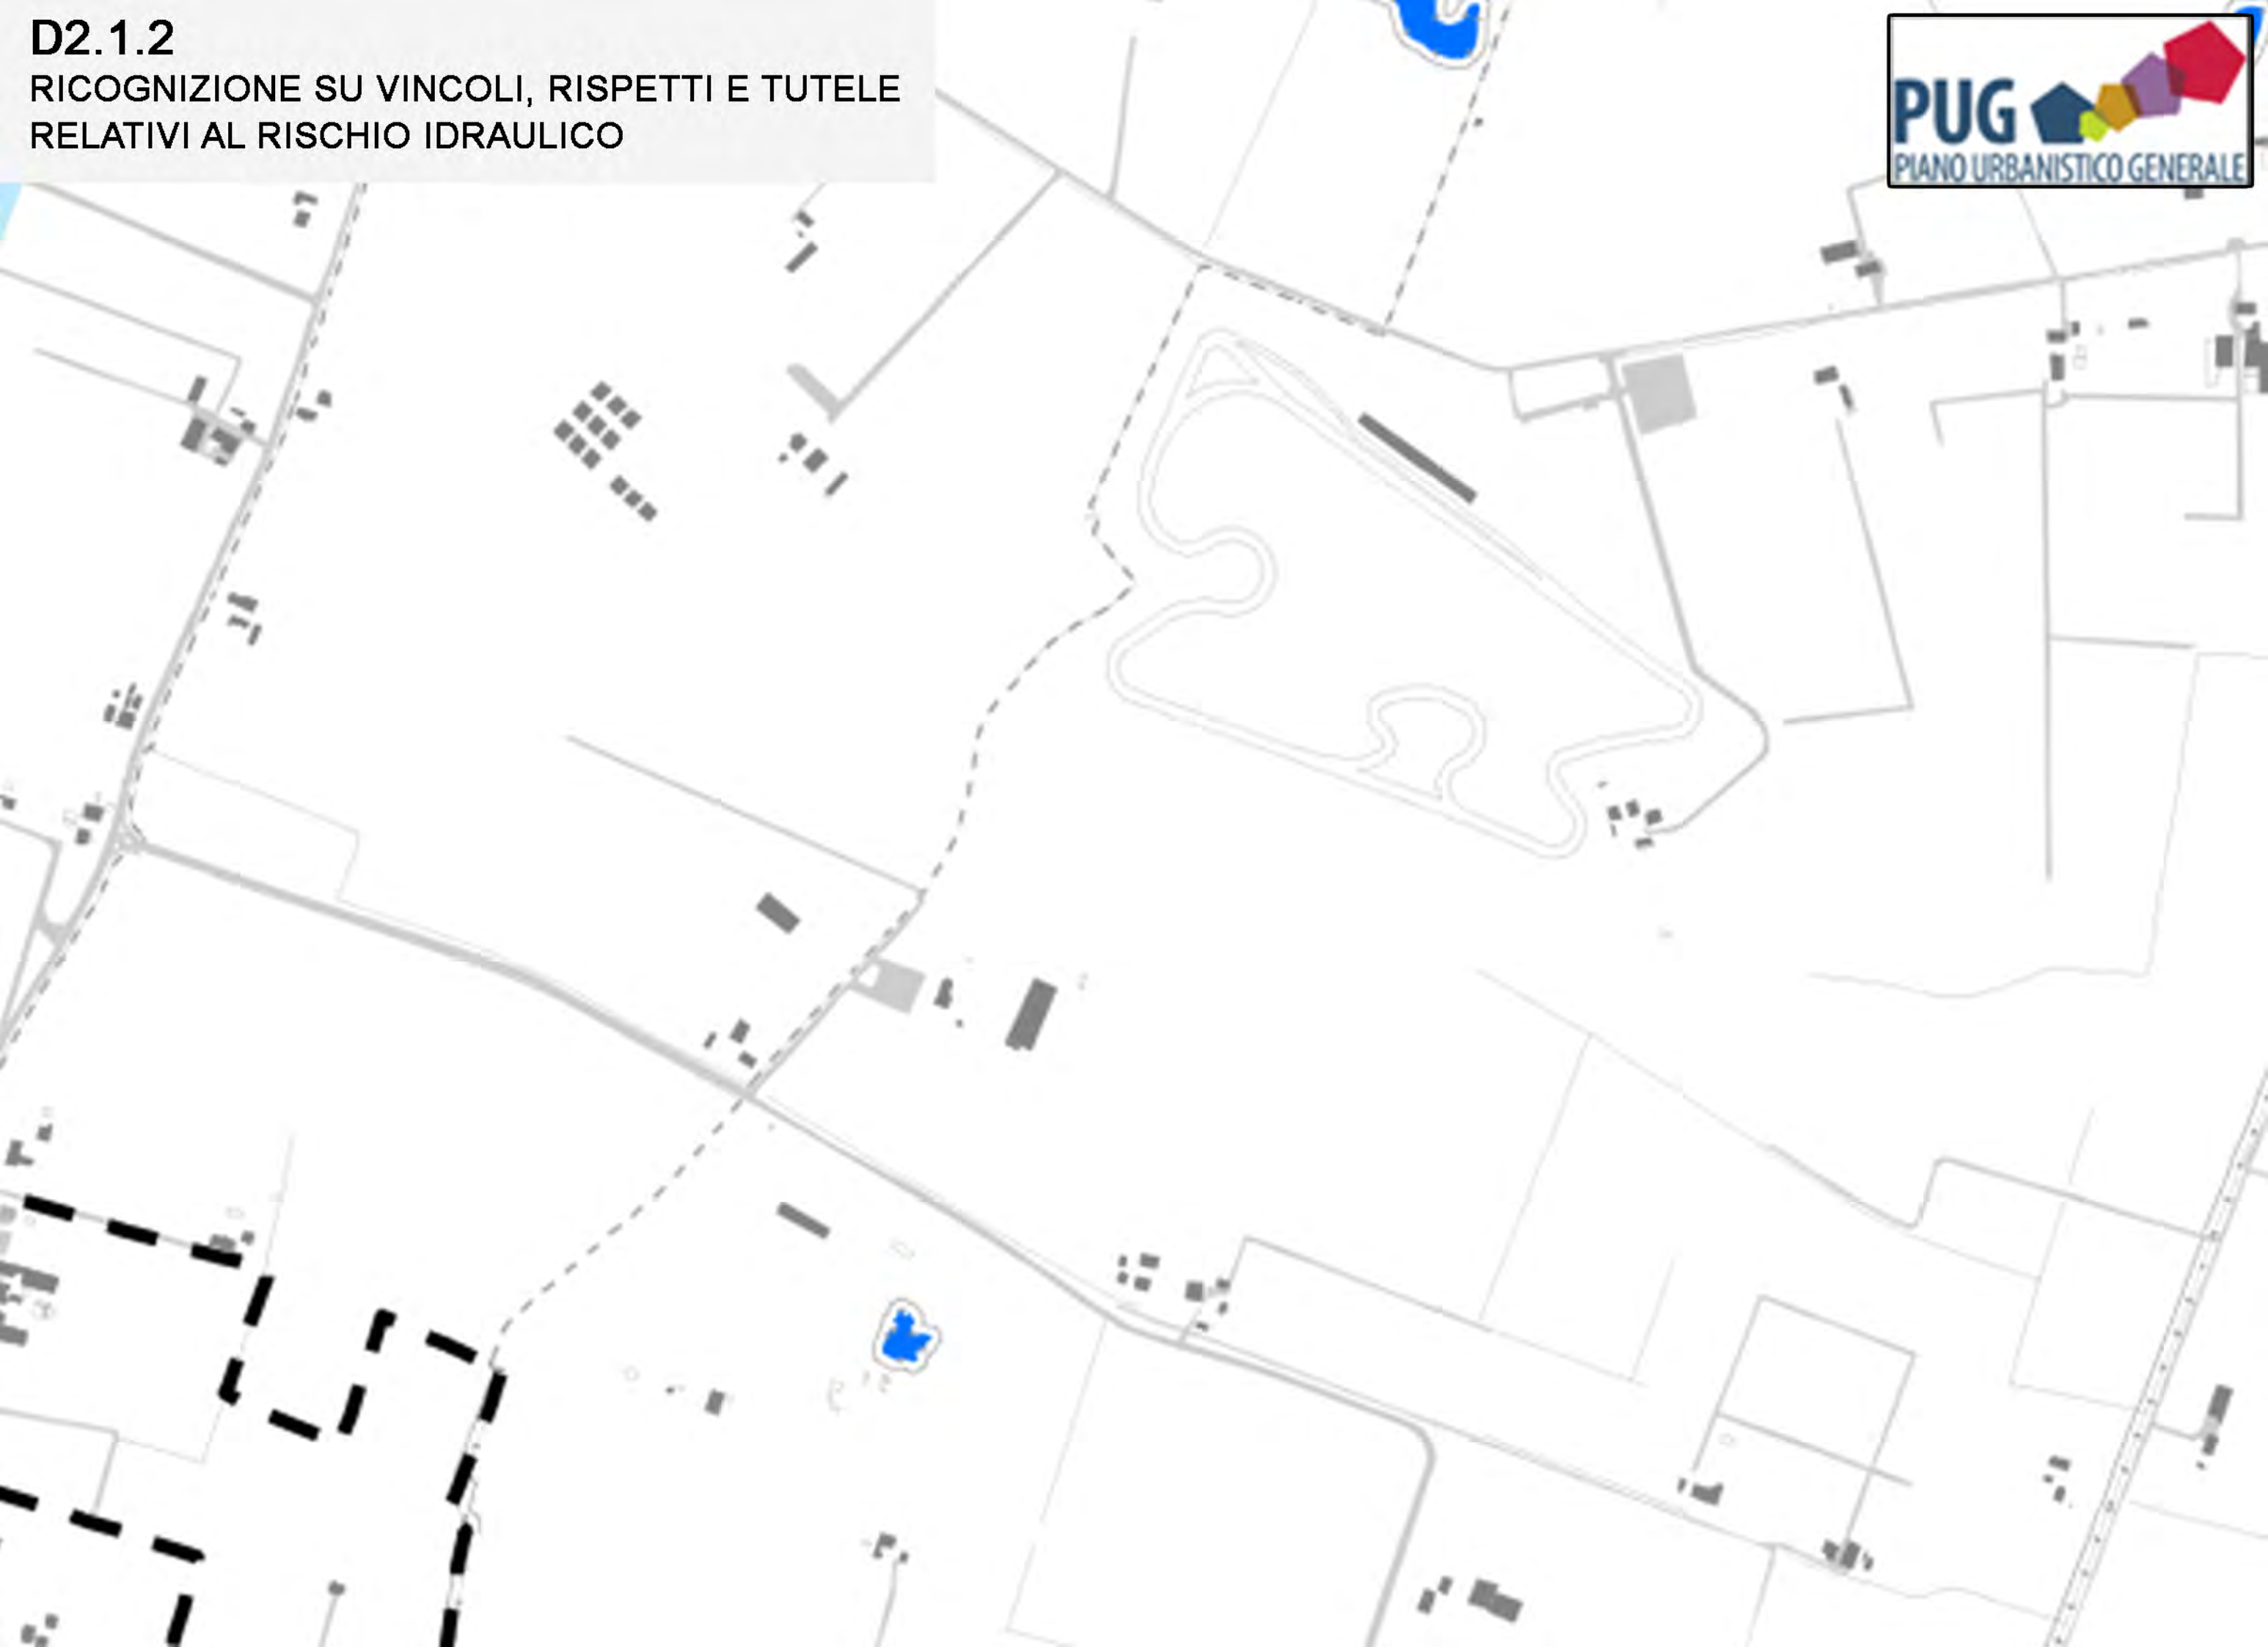 D2.1.2
RICOGNIZIONE SU VINCOLI, RISPETTI E TUTELE
RELATIVI AL RISCHIO IDRAULICO
PUG
PIANO URBANISTICO GENERALE